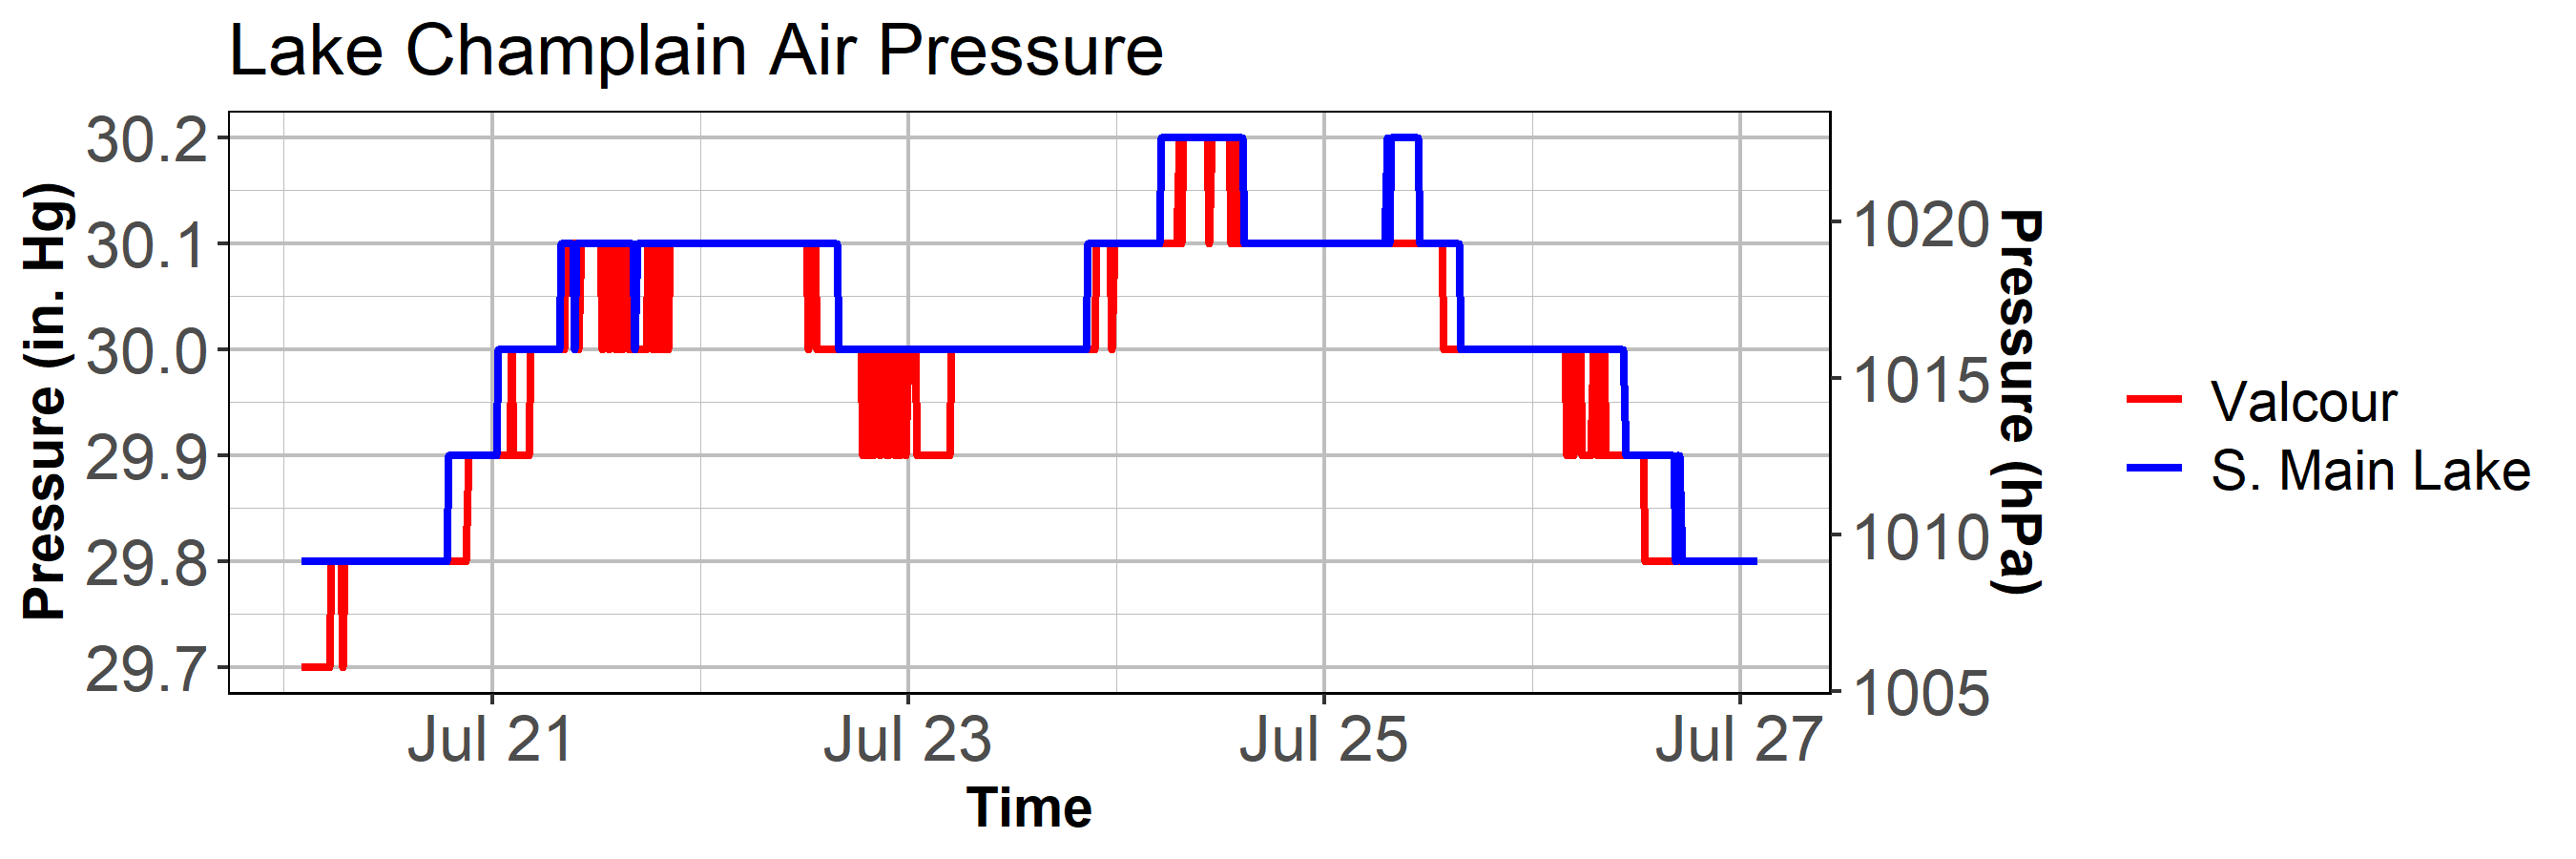 Lake Champlain Air Pressure
Pressure (in. Hg)
30.2
30.1
30.0
29.9
29.8
29.7
1020
1015
1010
1005
Pressure (hPa)
Jul 21
Jul 23
Jul 25
Jul 27
Time
Valcour
S. Main Lake